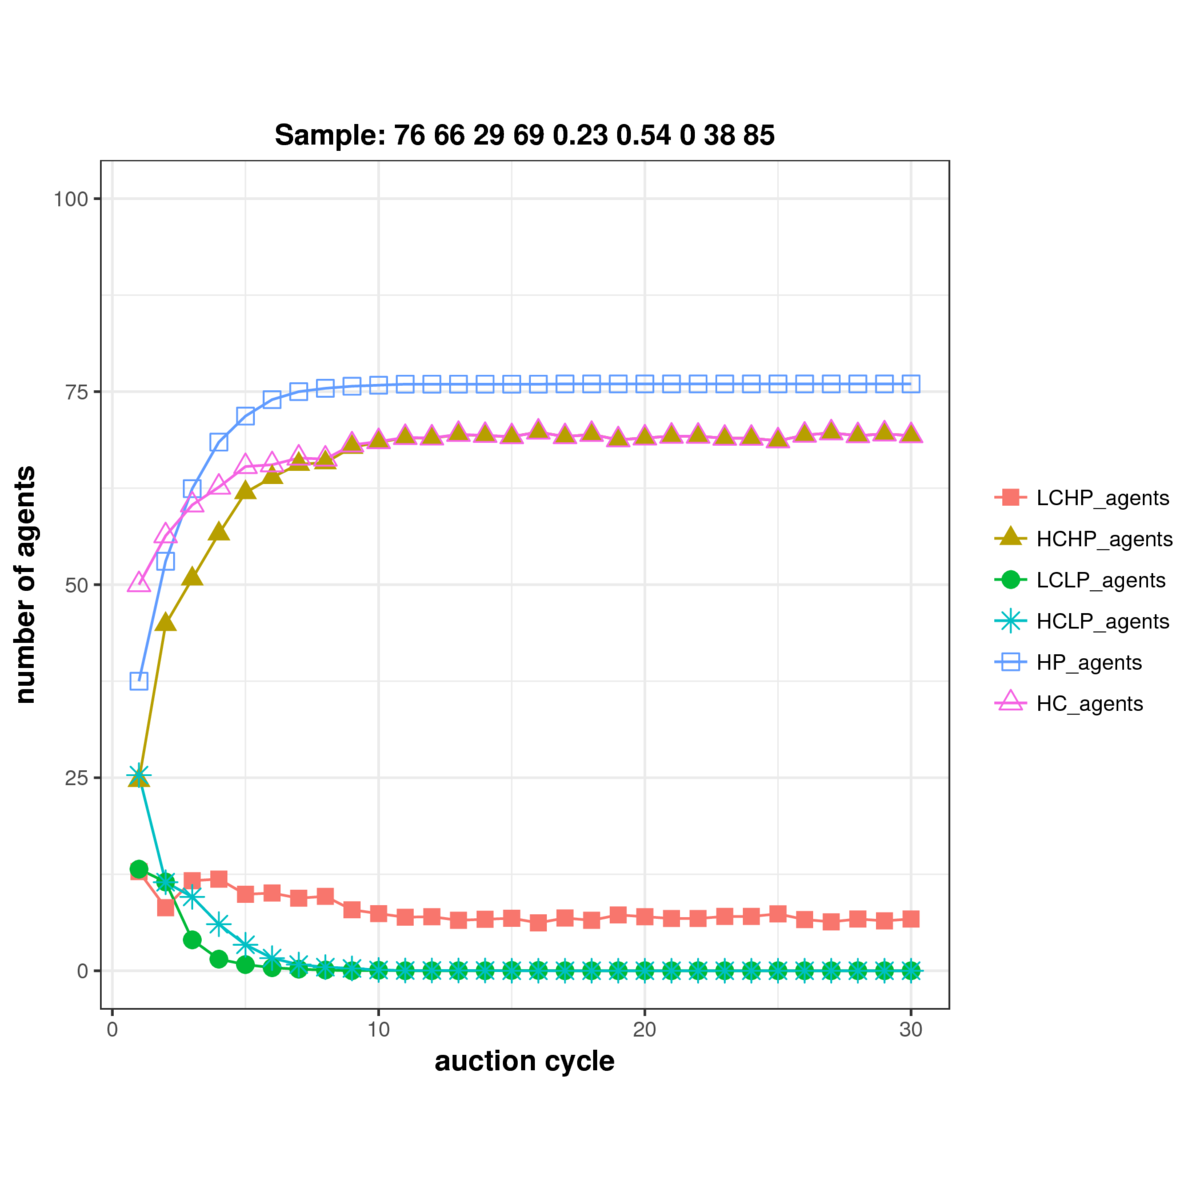 Sample: 76 66 29 69 0.23 0.54 0 38 85
number of agents
100
75
50
25
0
0 10 20 30
auction cycle
LCHP_agents
HCHP_agents
LCLP_agents
HCLP_agents
HP_agents
HC_agents